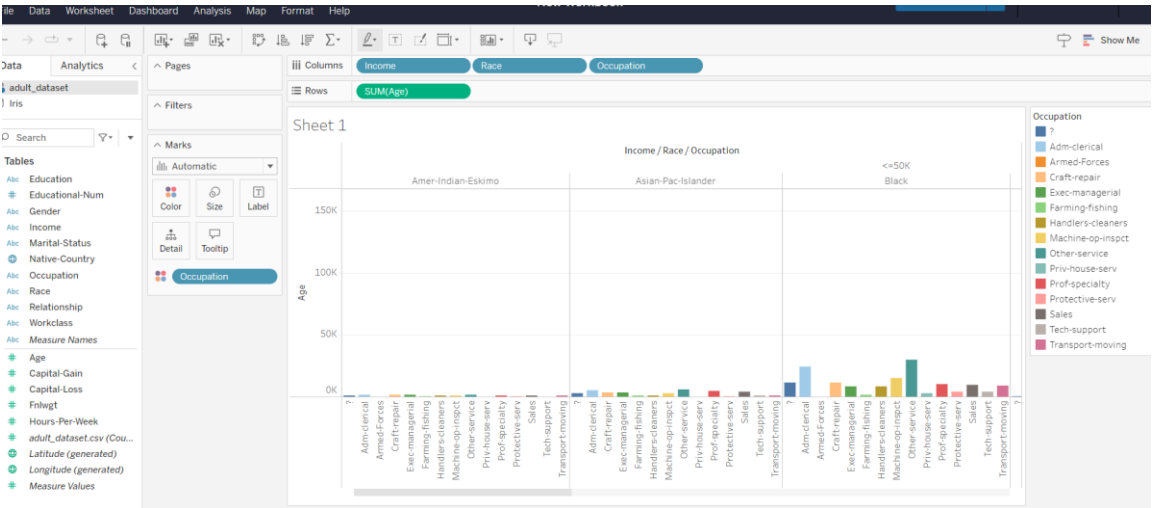 File Data Worksheet Dashboard Analysis Map Format Help
Show Me
Data Analytics
adult_dataset
Iris
Search
Tables
Abc Education
# Educational-Num
Abc Gender
Abc Income
Abc Marital-Status
Native-Country
Abc Occupation
Abc Race
Abc Relationship
Abc Workclass
Abc Measure Names
# Age
# Capital-Gain
# Capital-Loss
# Fnlwgt
# Hours-Per-Week
# adult_dataset.csv (Cou...
Latitude (generated)
Longitude (generated)
# Measure Values
Pages
Filters
Marks
Automatic
Color Size Label
Detail Tooltip
Occupation
Columns Income Race Occupation
Rows SUM(Age)
Sheet 1
Income / Race / Occupation
<=50K
Amer-Indian-Eskimo Asian-Pac-Islander Black
150K
100K
50K
0K
Age
? Adm-clerical Armed-Forces Craft-repair Exec-managerial Farming-fishing Handlers-cleaners Machine-op-inspct Other-service Priv-house-serv Prof-specialty Protective-serv Sales Tech-support Transport-moving
? Adm-clerical Craft-repair Exec-managerial Farming-fishing Handlers-cleaners Machine-op-inspct Other-service Priv-house-serv Prof-specialty Protective-serv Sales Tech-support Transport-moving
? Adm-clerical Armed-Forces Craft-repair Exec-managerial Farming-fishing Handlers-cleaners Machine-op-inspct Other-service Priv-house-serv Prof-specialty Protective-serv Sales Tech-support Transport-moving
?
Occupation
?
Adm-clerical
Armed-Forces
Craft-repair
Exec-managerial
Farming-fishing
Handlers-cleaners
Machine-op-inspct
Other-service
Priv-house-serv
Prof-specialty
Protective-serv
Sales
Tech-support
Transport-moving